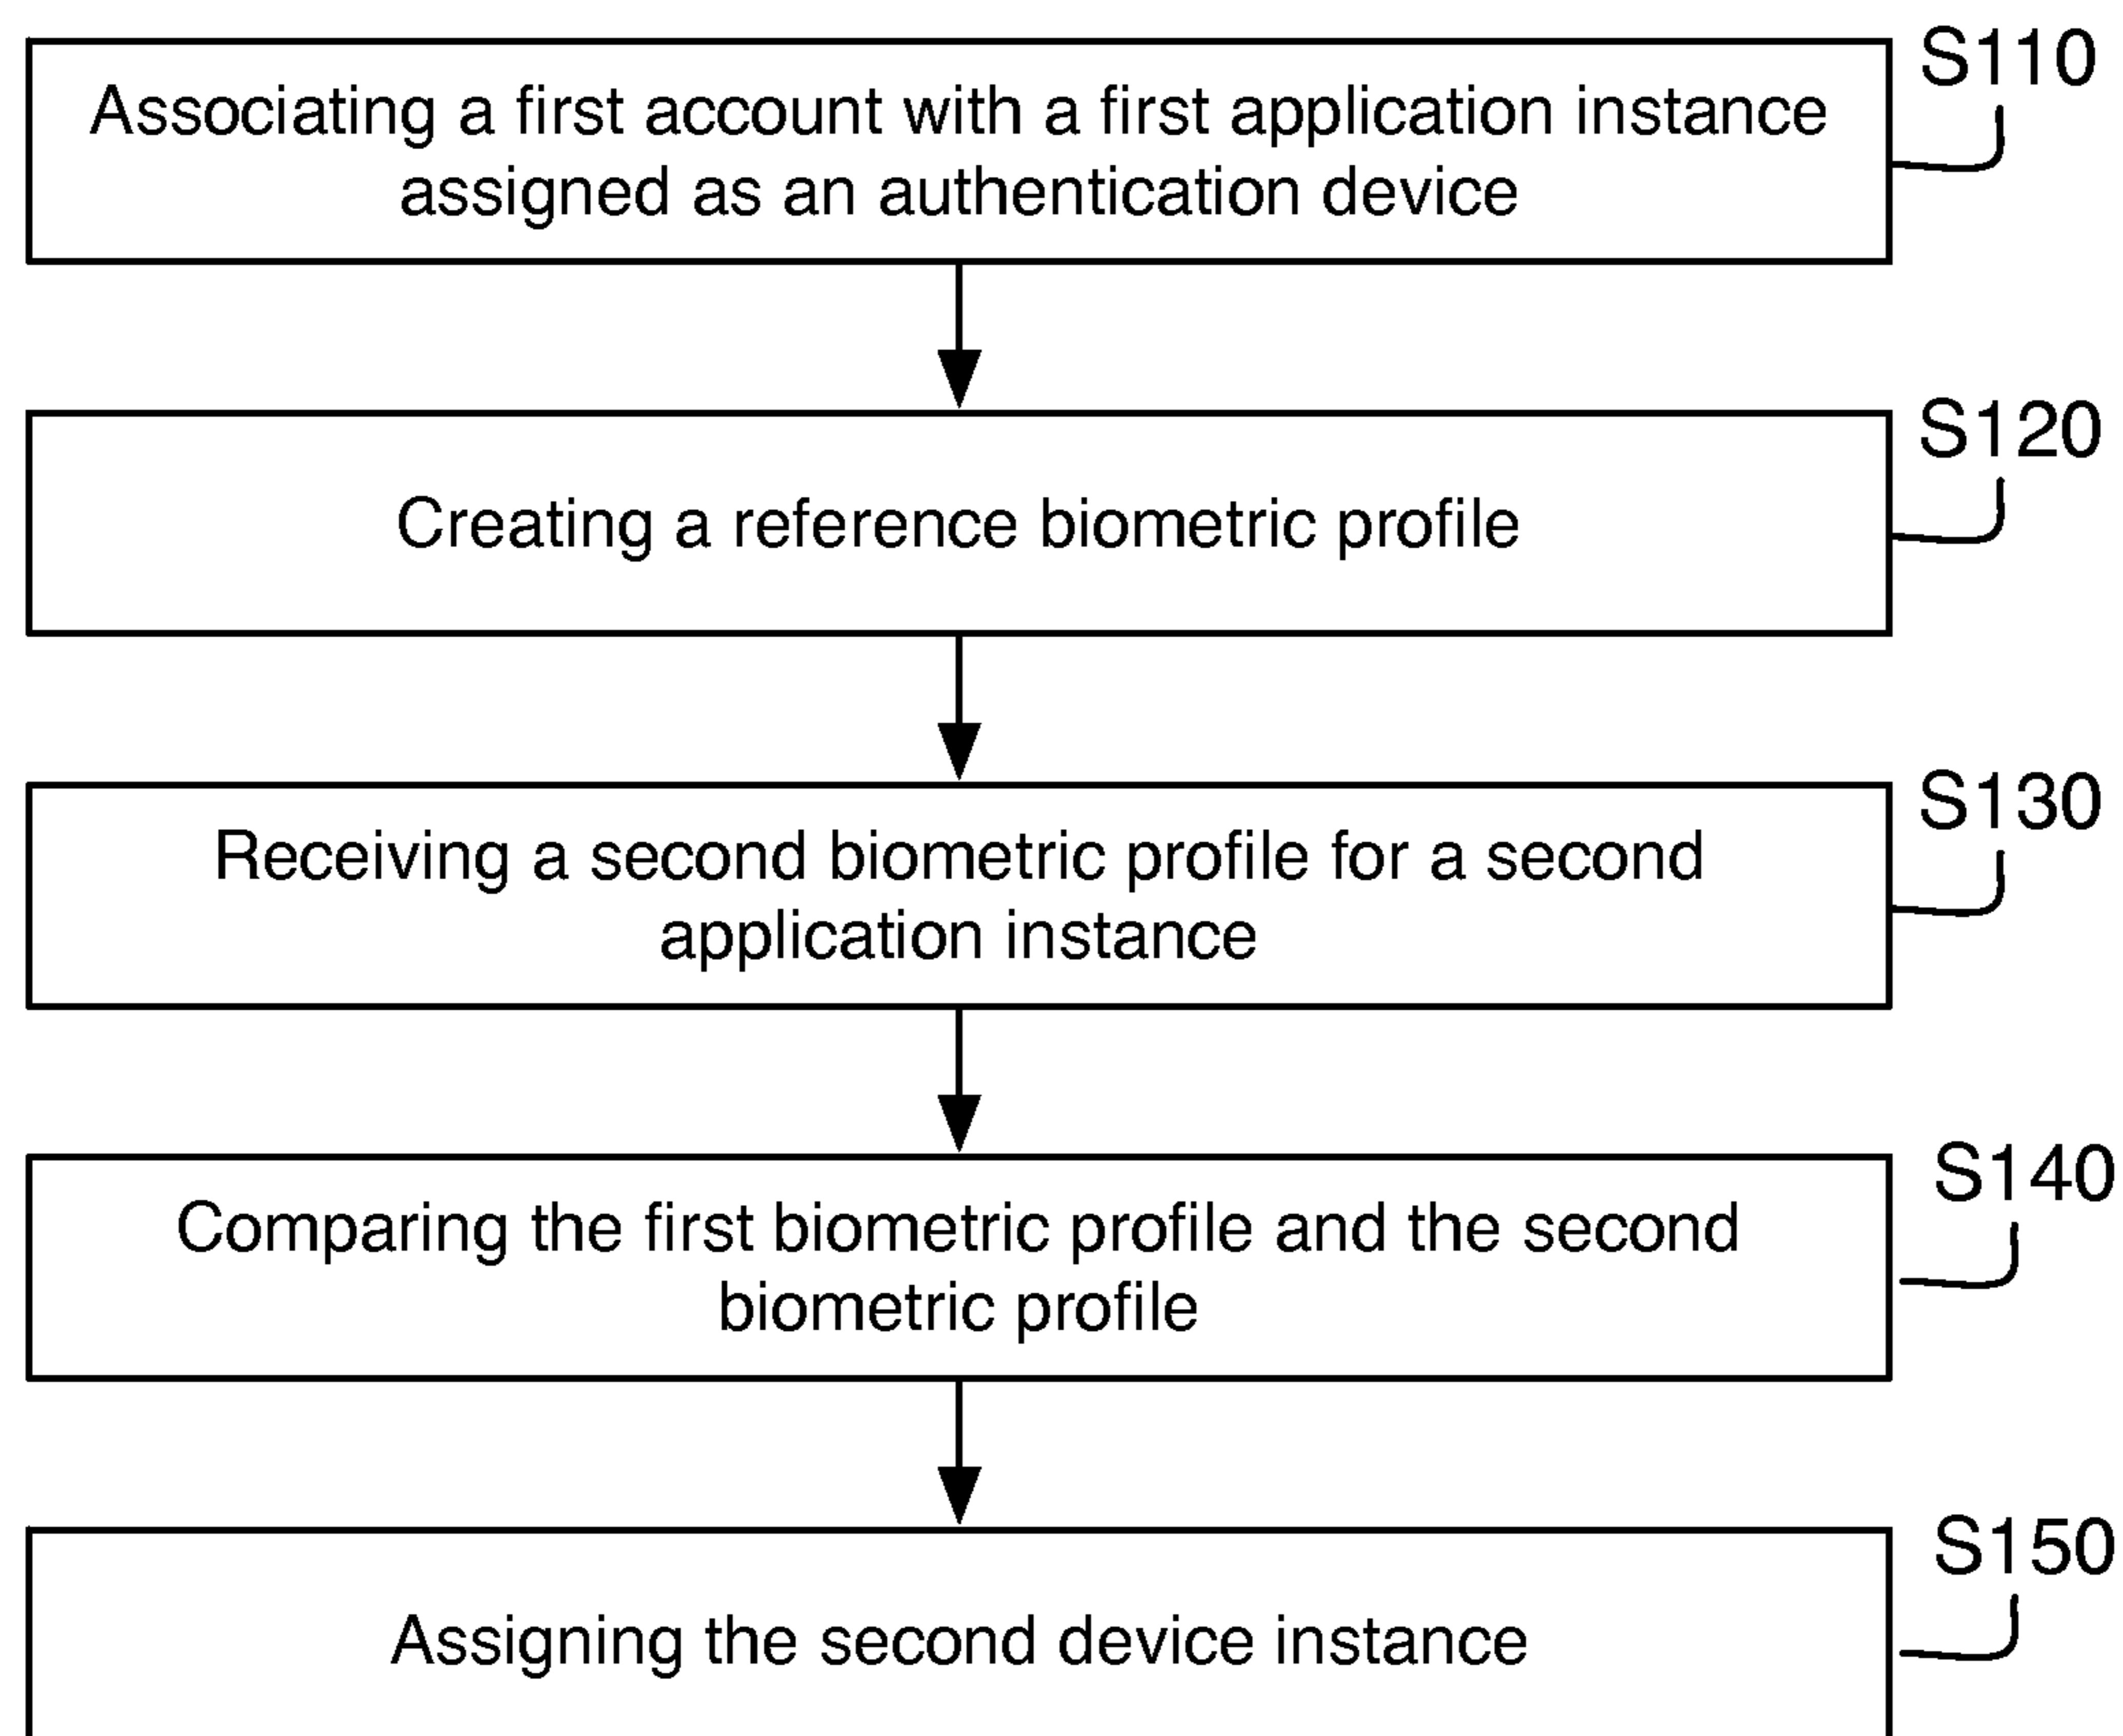 S110
Associating a first account with a first application instance
assigned as an authentication device
S120
Creating a reference biometric profile
S130
Receiving a second biometric profile for a second
application instance
S140
Comparing the first biometric profile and the second
biometric profile
S150
Assigning the second device instance